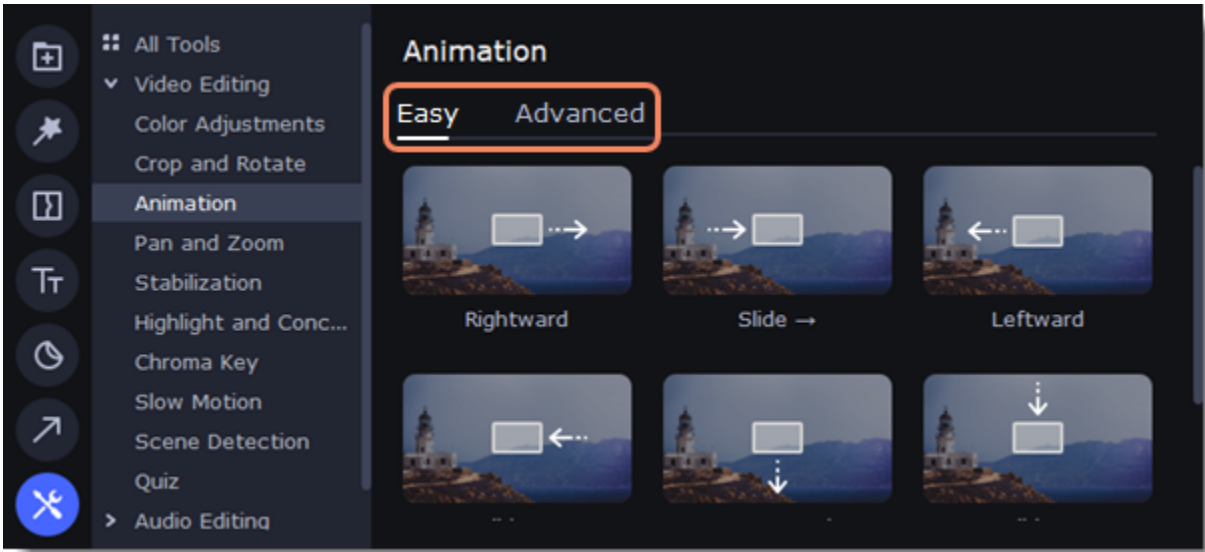 All Tools
Video Editing
Color Adjustments
Crop and Rotate
Animation
Pan and Zoom
Stabilization
Highlight and Conc...
Chroma Key
Slow Motion
Scene Detection
Quiz
Audio Editing
Animation
Easy Advanced
Rightward Slide → Leftward